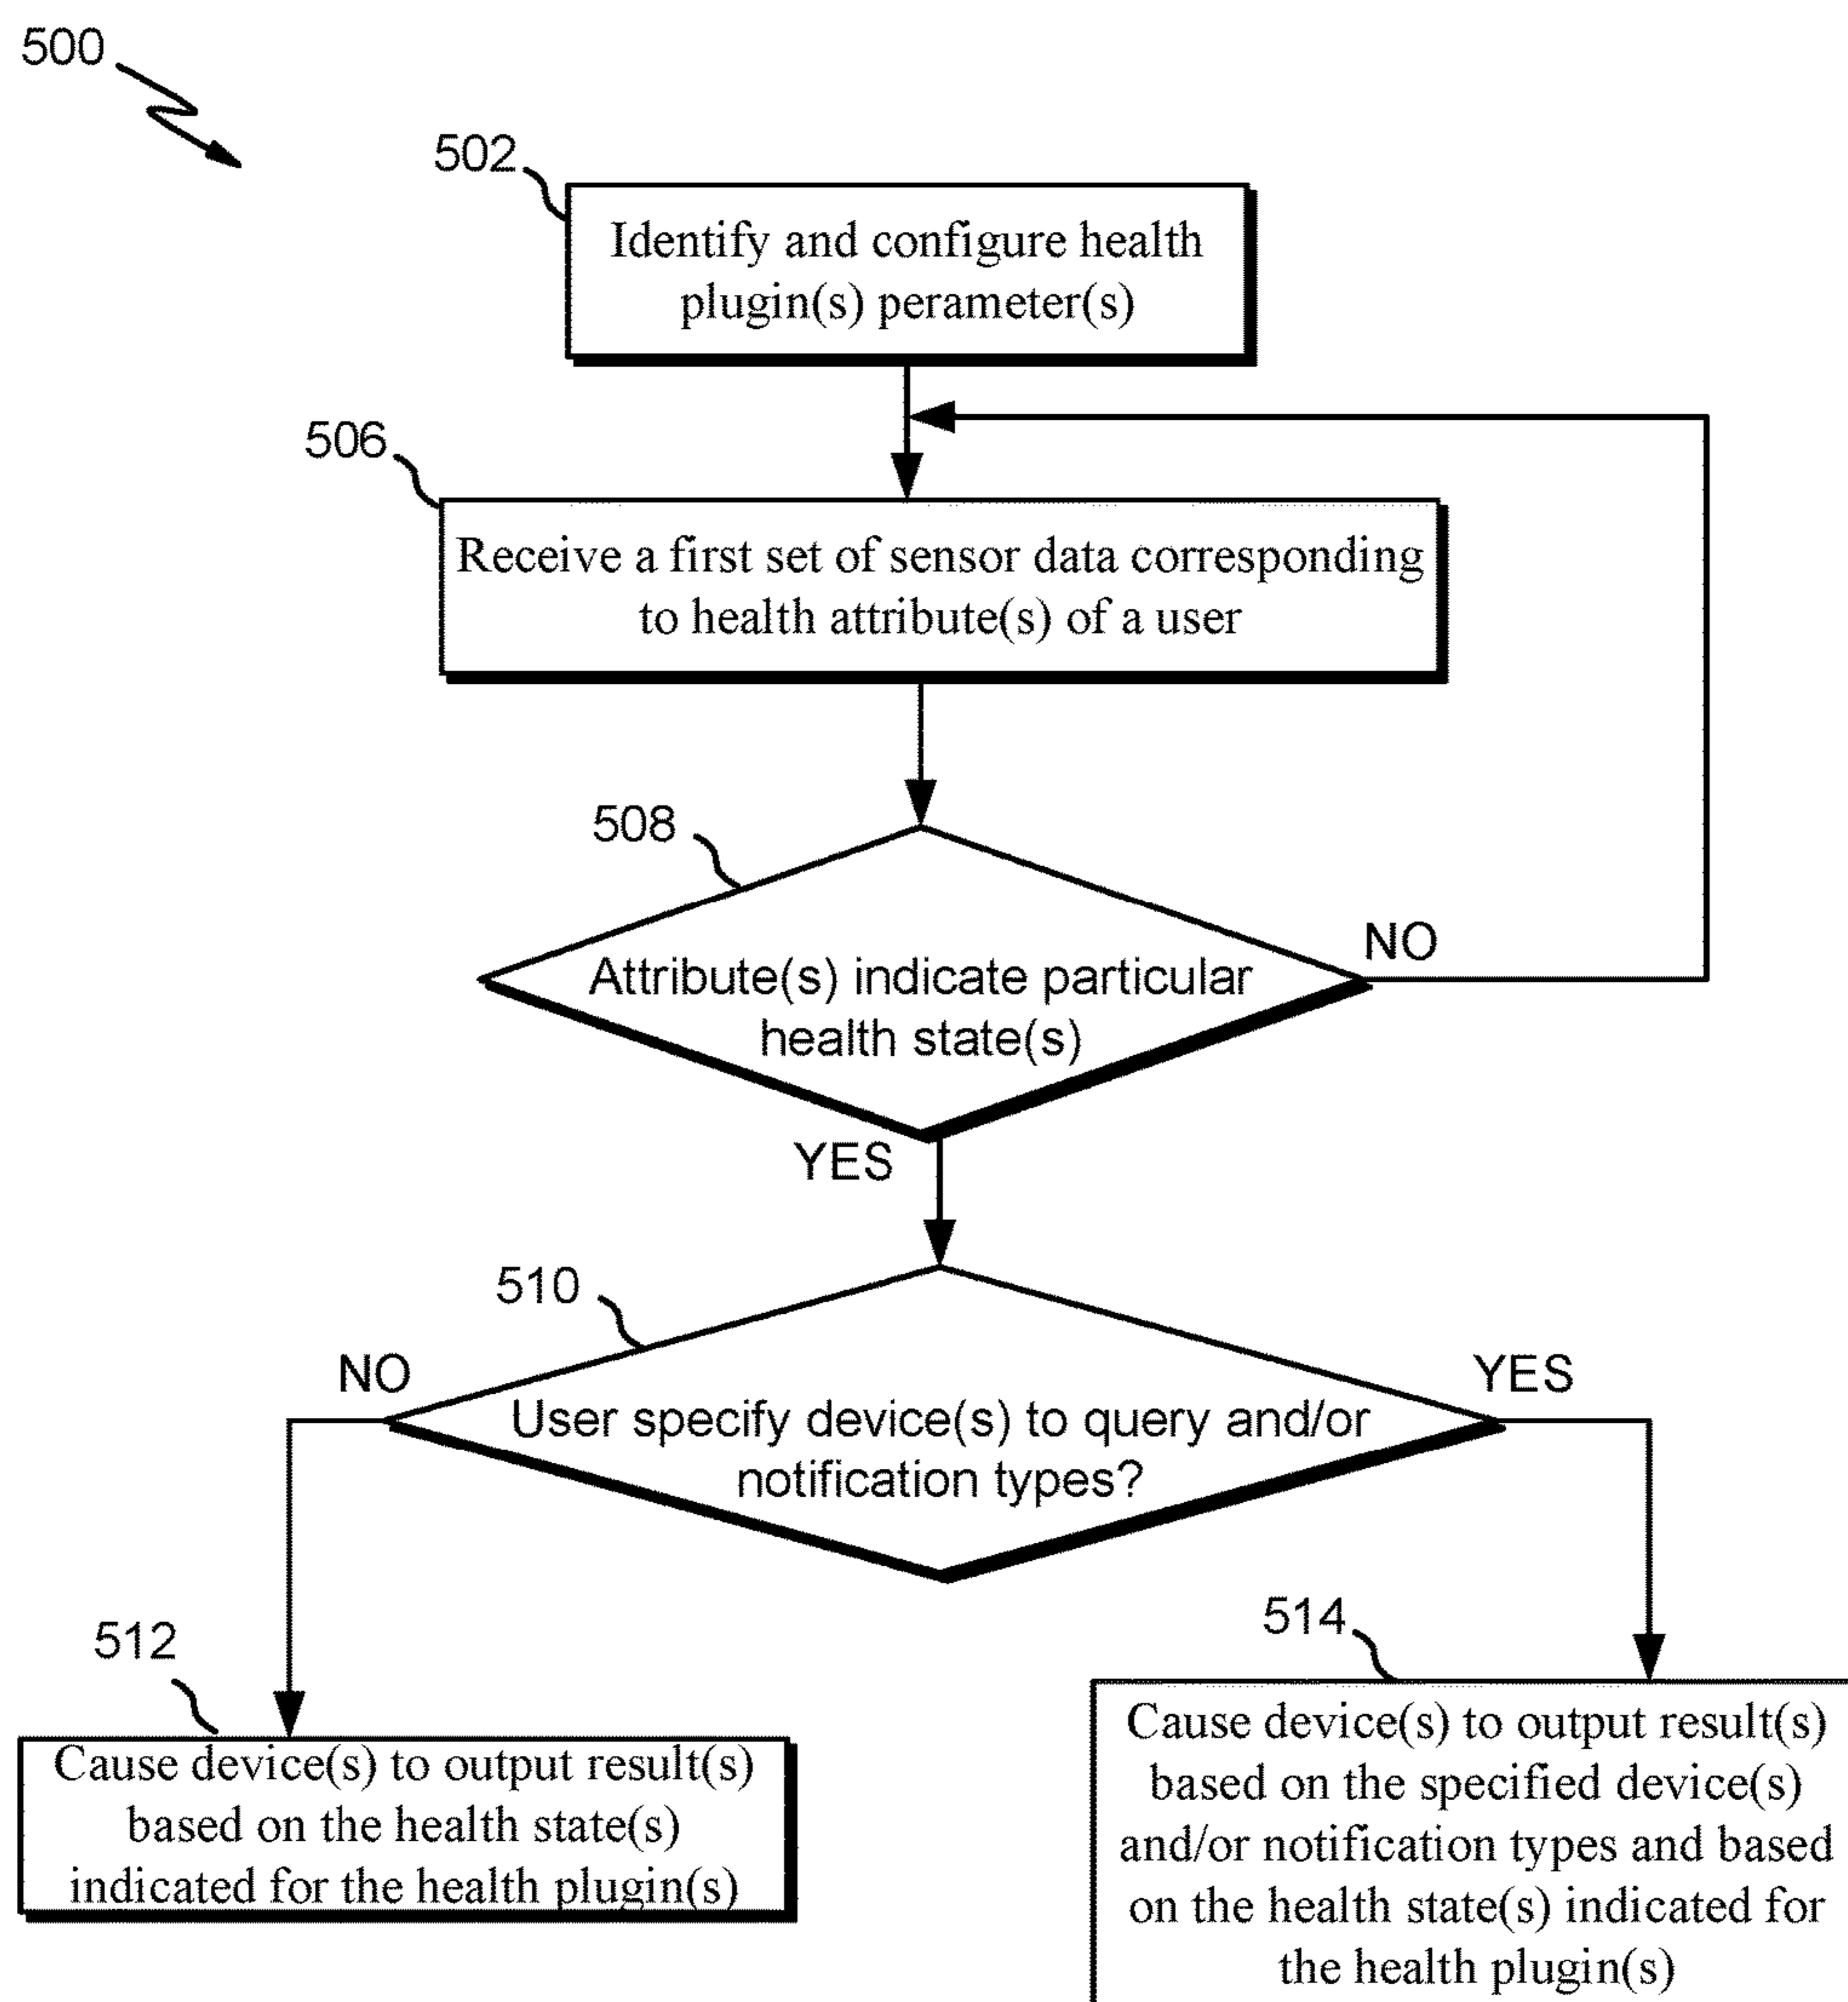 500
502
Identify and configure health
plugin(s) perameter(s)
506
Receive a first set of sensor data corresponding
to health attribute(s) of a user
508
Attribute(s) indicate particular
health state(s)
NO
YES
510
User specify device(s) to query and/or
notification types?
NO
YES
512
Cause device(s) to output result(s)
based on the health state(s)
indicated for the health plugin(s)
514
Cause device(s) to output result(s)
based on the specified device(s)
and/or notification types and based
on the health state(s) indicated for
the health plugin(s)